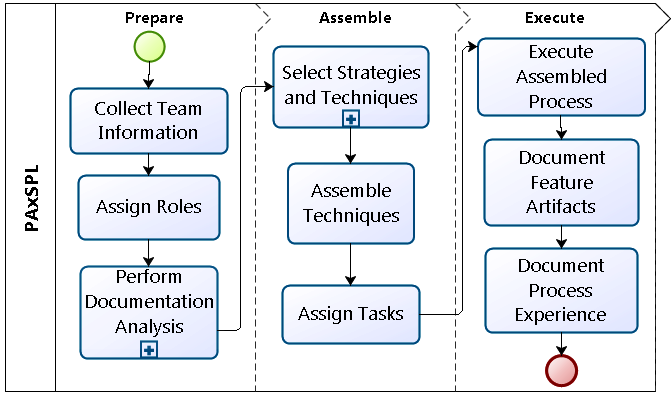 PAxSPL
Prepare
Collect Team
Information
Assign Roles
Perform
Documentation
Analysis
Assemble
Select Strategies
and Techniques
Assemble
Techniques
Assign Tasks
Execute
Execute
Assembled
Process
Document
Feature
Artifacts
Document
Process
Experience